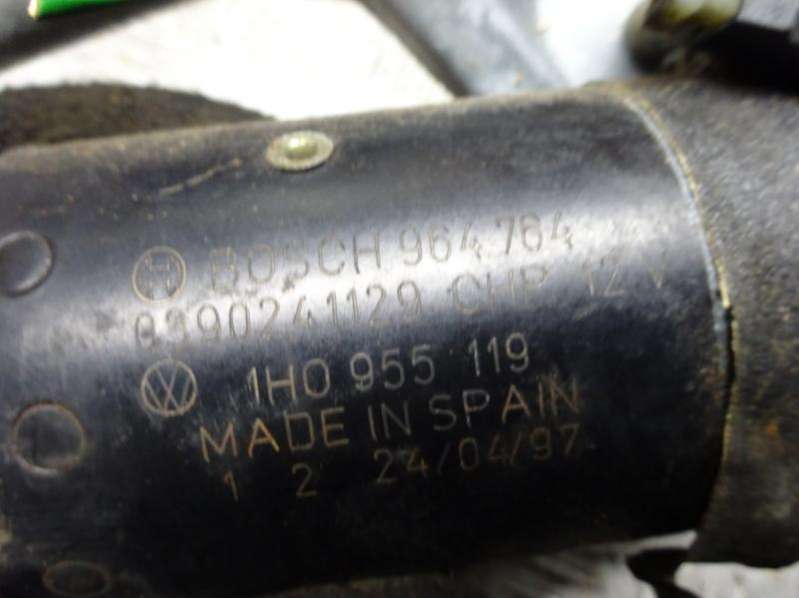 BOSCH 964 764
0390241129 CHP 12 V
1H0 955 119
MADE IN SPAIN
1 2 24/04/97